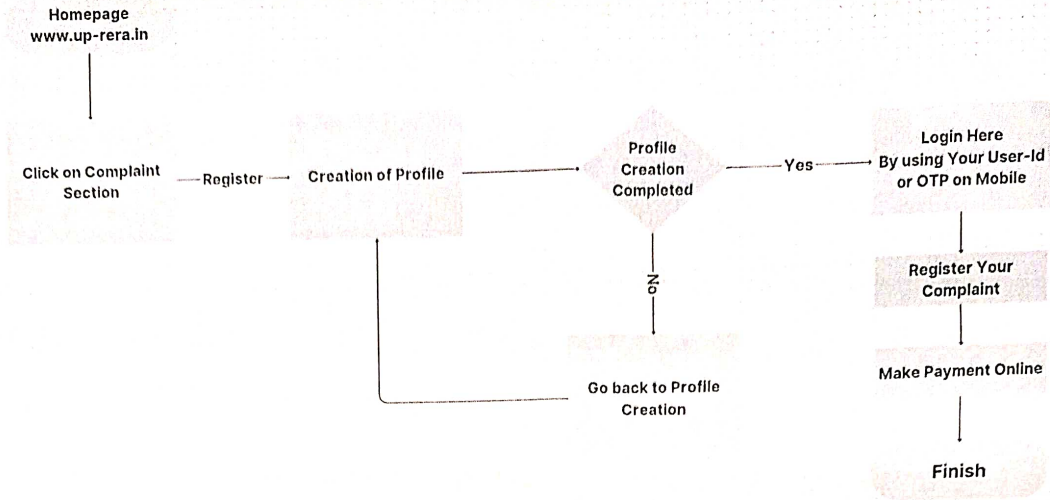 Homepage
www.up-rera.in
Click on Complaint
Section
Register
Creation of Profile
Profile
Creation
Completed
Yes
Login Here
By using Your User-Id
or OTP on Mobile
No
Register Your
Complaint
Go back to Profile
Creation
Make Payment Online
Finish